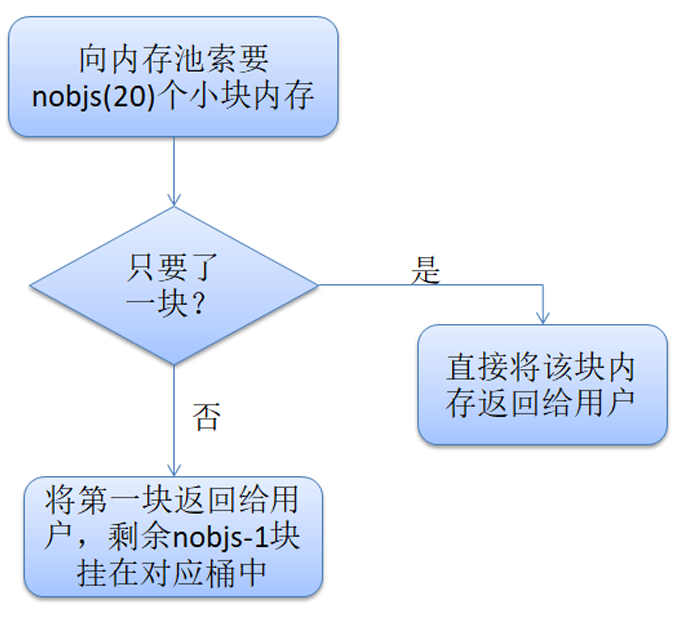 向内存池索要
nobjs(20)个小块内存
只要了
一块？
是
直接将该块内
存返回给用户
否
将第一块返回给用
户，剩余nobjs-1块
挂在对应桶中